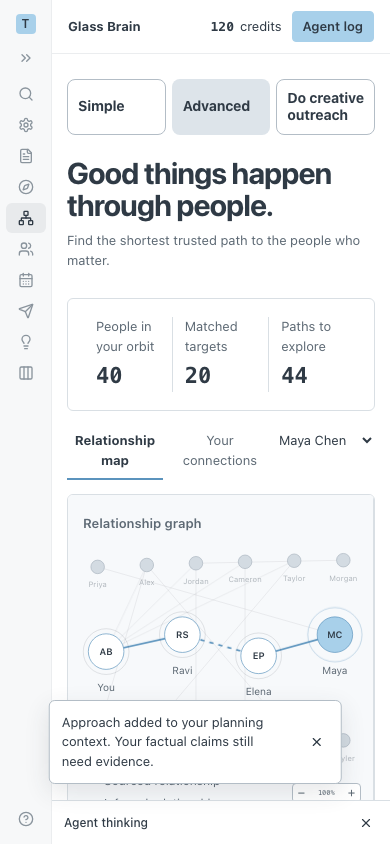 T
Glass Brain
120 credits
Agent log
Simple
Advanced
Do creative
outreach
Good things happen
through people.
Find the shortest trusted path to the people who
matter.
People in
your orbit
40
Matched
targets
20
Paths to
explore
44
Relationship
map
Your
connections
Maya Chen
Relationship graph
Priya
Alex
Jordan
Cameron
Taylor
Morgan
AB
RS
EP
MC
You
Ravi
Elena
Maya
Approach added to your planning
context. Your factual claims still
need evidence.
− 100% +
Agent thinking